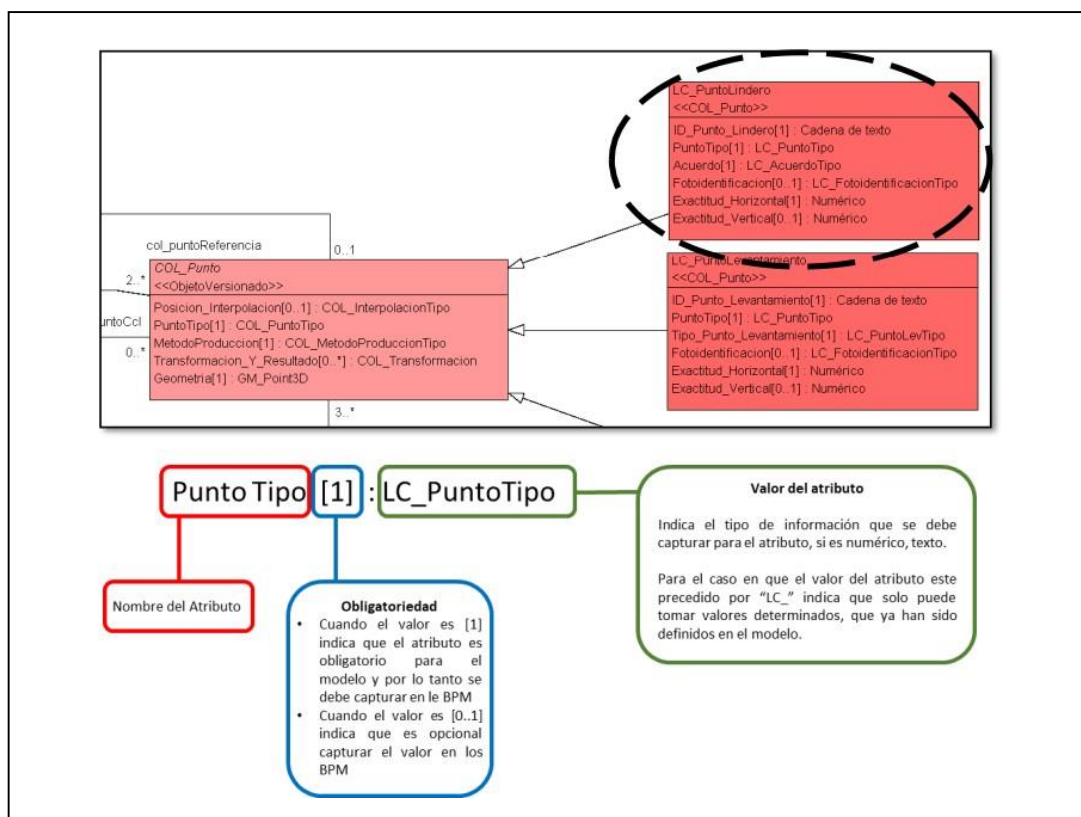 LC_PuntoLindero
<<COL_Punto>>
ID_Punto_Lindero[1] : Cadena de texto
PuntoTipo[1] : LC_PuntoTipo
Acuerdo[1] : LC_AcuerdoTipo
Fotoidentificacion[0..1] : LC_FotoidentificacionTipo
Exactitud_Horizontal[1] : Numérico
Exactitud_Vertical[0..1] : Numérico
col_puntoReferencia
0..1
2..*
COL_Punto
<<ObjetoVersionado>>
Posicion_Interpolacion[0..1] : COL_InterpolacionTipo
PuntoTipo[1] : COL_PuntoTipo
MetodoProduccion[1] : COL_MetodoProduccionTipo
Transformacion_Y_Resultado[0..*] : COL_Transformacion
Geometria[1] : GM_Point3D
untoCcl
0..*
3..*
LC_PuntoLevantamiento
<<COL_Punto>>
ID_Punto_Levantamiento[1] : Cadena de texto
PuntoTipo[1] : LC_PuntoTipo
Tipo_Punto_Levantamiento[1] : LC_PuntoLevTipo
Fotoidentificacion[0..1] : LC_FotoidentificacionTipo
Exactitud_Horizontal[1] : Numérico
Exactitud_Vertical[0..1] : Numérico
Punto Tipo [1] : LC_PuntoTipo
Nombre del Atributo
Obligatoriedad
• Cuando el valor es [1]
indica que el atributo es
obligatorio para el
modelo y por lo tanto se
debe capturar en le BPM
• Cuando el valor es [0..1]
indica que es opcional
capturar el valor en los
BPM
Valor del atributo
Indica el tipo de información que se debe
capturar para el atributo, si es numérico, texto.
Para el caso en que el valor del atributo este
precedido por “LC_” indica que solo puede
tomar valores determinados, que ya han sido
definidos en el modelo.